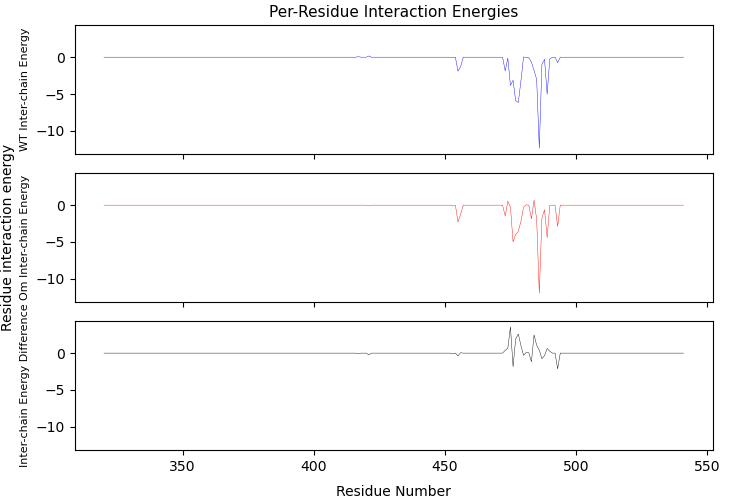 Per-Residue Interaction Energies
WT Inter-chain Energy
0
−5
−10
Om Inter-chain Energy
0
−5
−10
Residue interaction energy
Inter-chain Energy Difference
0
−5
−10
350
400
450
500
550
Residue Number